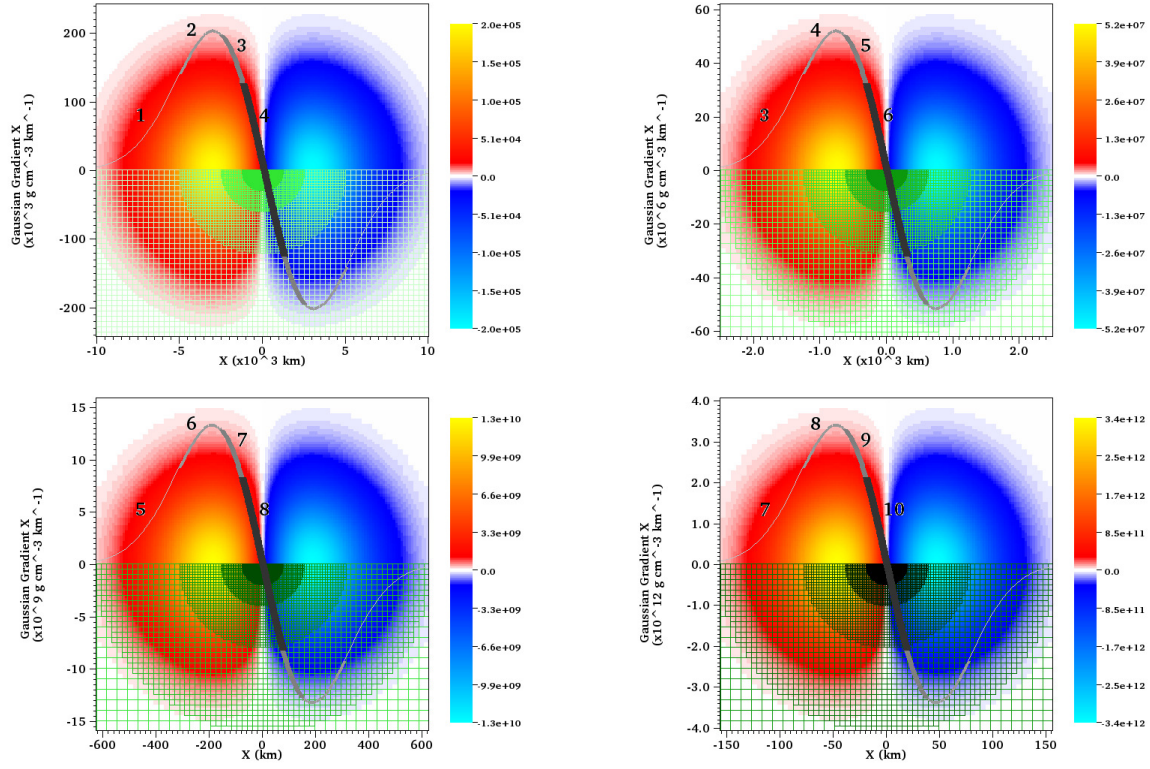 Gaussian Gradient X
(x10^ 3 g cm^-3 km^-1)
200
100
0
-100
-200
-10
-5
0
5
10
X (x10^3 km)
1
2
3
4
2.0e+05
1.5e+05
1.0e+05
5.1e+04
0.0
-5.1e+04
-1.0e+05
-1.5e+05
-2.0e+05
Gaussian Gradient X
(x10^ 6 g cm^-3 km^-1)
60
40
20
0
-20
-40
-60
-2.0
-1.0
0.0
1.0
2.0
X (x10^3 km)
3
4
5
6
5.2e+07
3.9e+07
2.6e+07
1.3e+07
0.0
-1.3e+07
-2.6e+07
-3.9e+07
-5.2e+07
Gaussian Gradient X
(x10^ 9 g cm^-3 km^-1)
15
10
5
0
-5
-10
-15
-600
-400
-200
0
200
400
600
X (km)
5
6
7
8
1.3e+10
9.9e+09
6.6e+09
3.3e+09
0.0
-3.3e+09
-6.6e+09
-9.9e+09
-1.3e+10
Gaussian Gradient X
(x10^12 g cm^-3 km^-1)
4.0
3.0
2.0
1.0
0.0
-1.0
-2.0
-3.0
-4.0
-150
-100
-50
0
50
100
150
X (km)
7
8
9
10
3.4e+12
2.5e+12
1.7e+12
8.5e+11
0.0
-8.5e+11
-1.7e+12
-2.5e+12
-3.4e+12